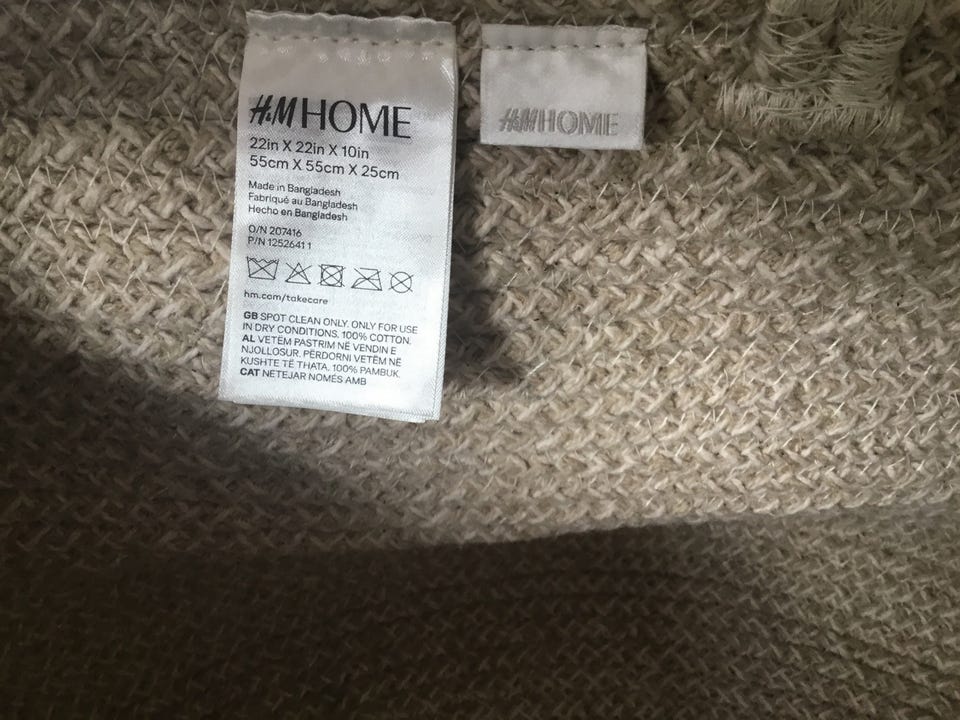 H&M HOME
22in X 22in X 10in
55cm X 55cm X 25cm
Made in Bangladesh
Fabriqué au Bangladesh
Hecho en Bangladesh
O/N 207416
P/N 1252641 1
hm.com/takecare
GB SPOT CLEAN ONLY. ONLY FOR USE
IN DRY CONDITIONS. 100% COTTON.
AL VETËM PASTRIM NË VENDIN E
NJOLLOSUR. PËRDORNI VETËM NË
KUSHTE TË THATA. 100% PAMBUK.
CAT NETEJAR NOMÉS AMB
H&M HOME